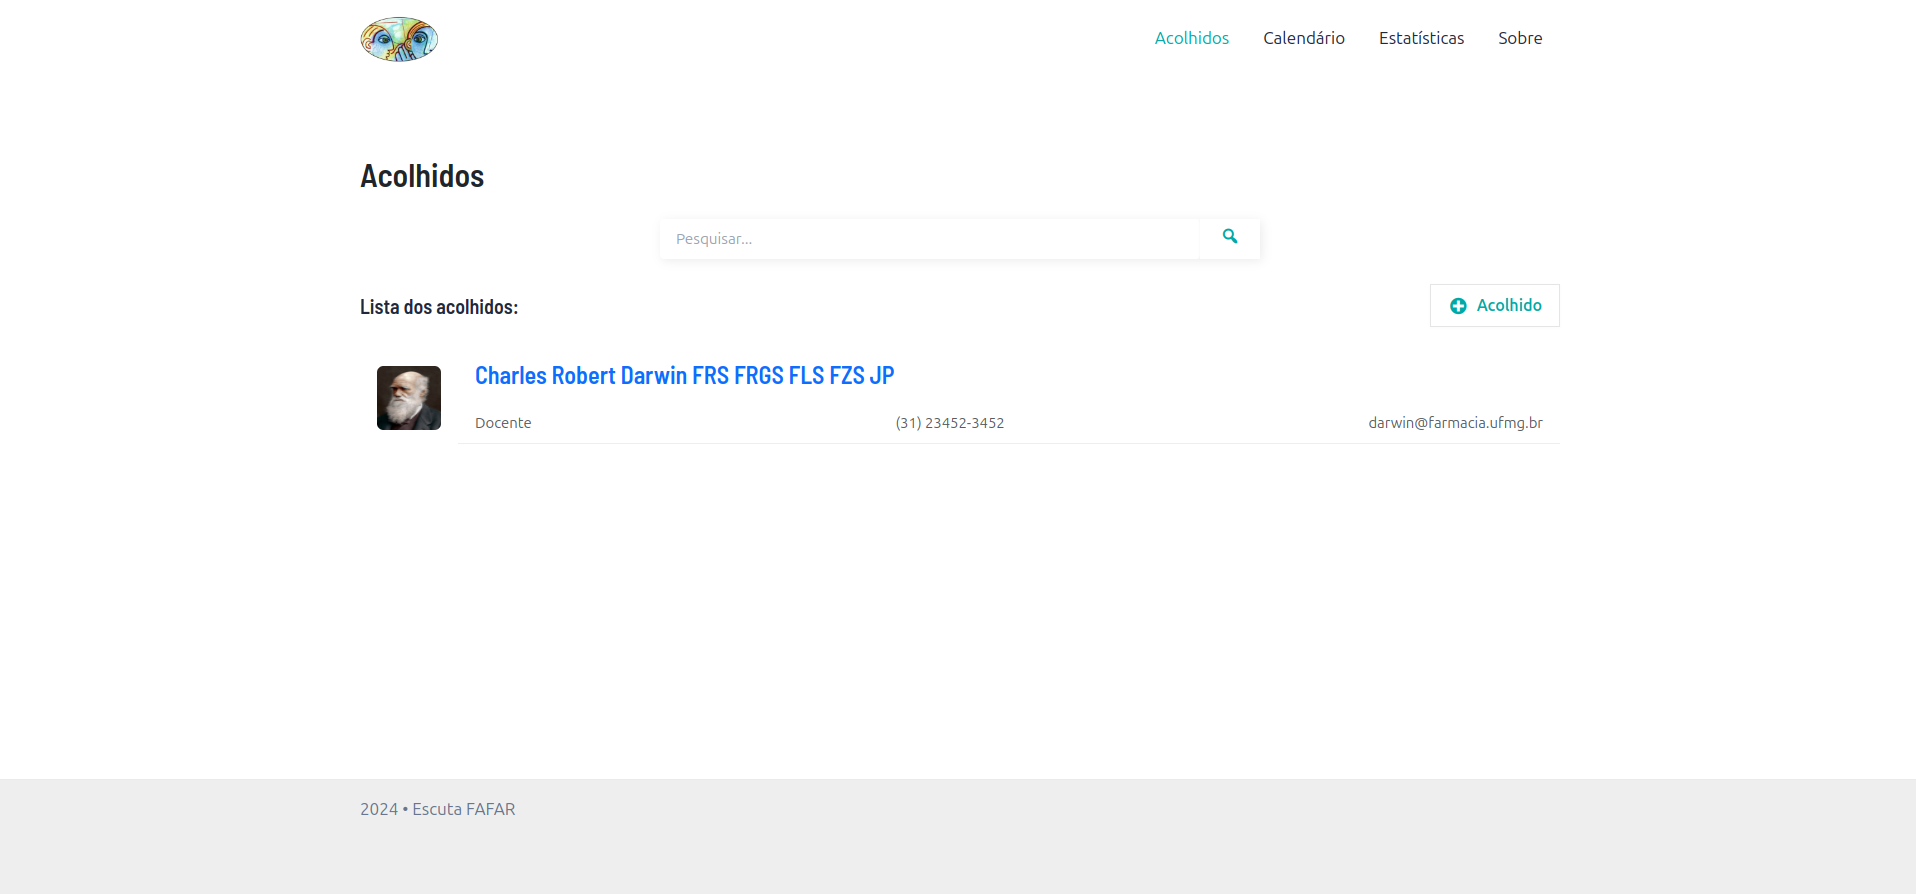 Acolhidos
Calendário
Estatísticas
Sobre
Acolhidos
Pesquisar...
Lista dos acolhidos:
Acolhido
Charles Robert Darwin FRS FRGS FLS FZS JP
Docente
(31) 23452-3452
darwin@farmacia.ufmg.br
2024 • Escuta FAFAR